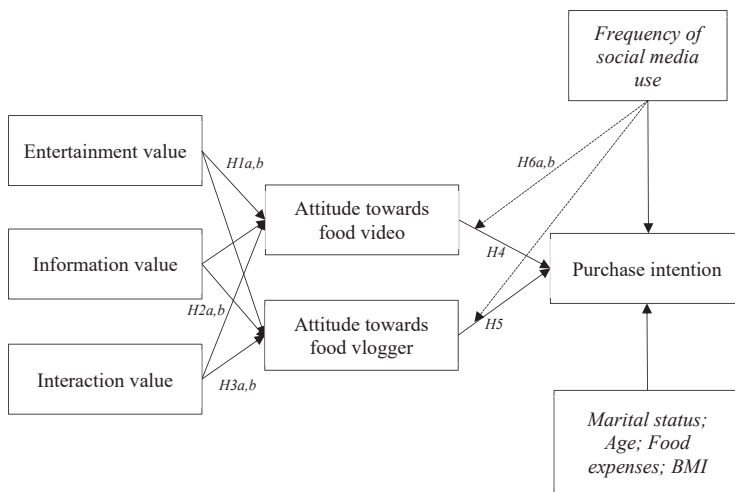 Frequency of
social media
use
Entertainment value
H1a,b
H6a,b
Attitude towards
food video
H4
Information value
Purchase intention
H2a,b
Attitude towards
food vlogger
H5
Interaction value
H3a,b
Marital status;
Age; Food
expenses; BMI